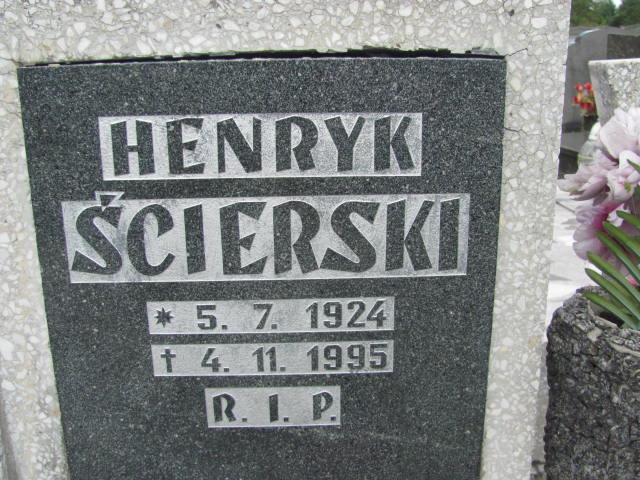 HENRYK
ŚCIERSKI
* 5. 7. 1924
† 4. 11. 1995
R. I. P.